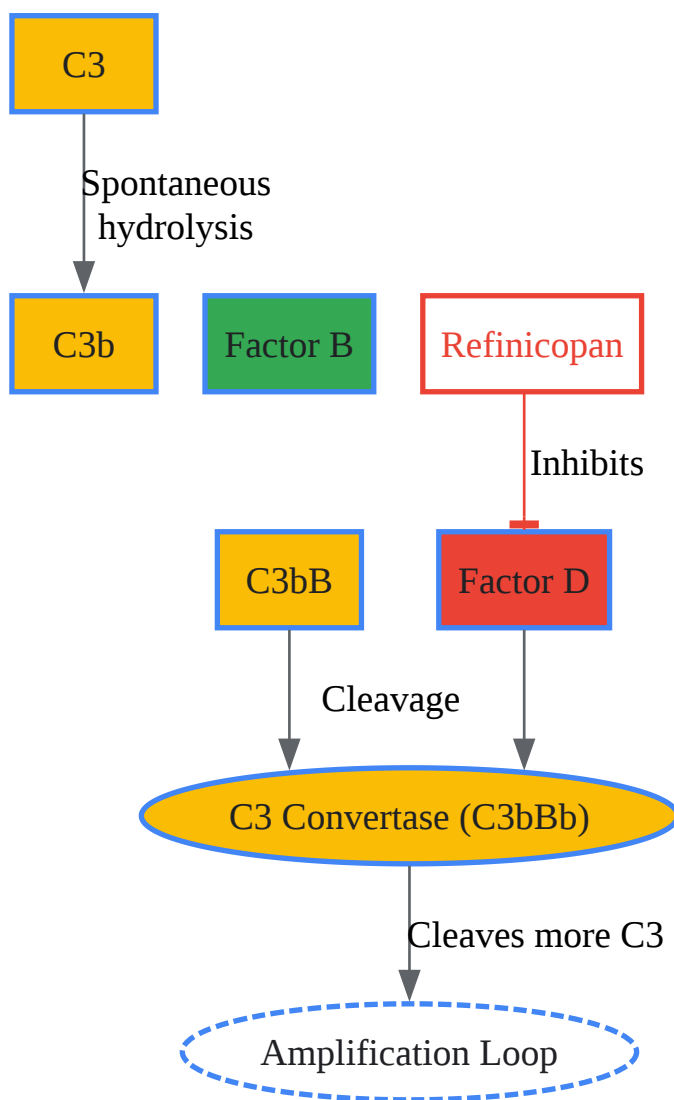 C3
Spontaneous
hydrolysis
C3b
Factor B
Refinicopan
Inhibits
C3bB
Factor D
Cleavage
C3 Convertase (C3bBb)
Cleaves more C3
Amplification Loop